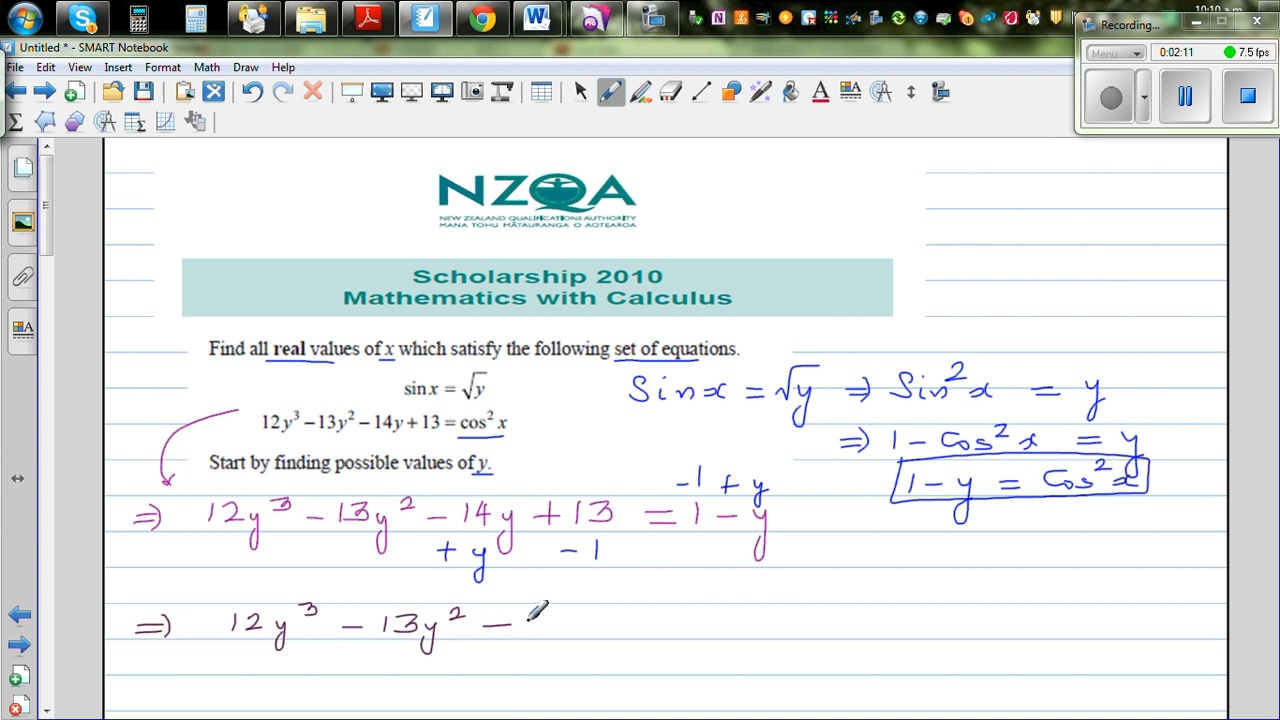 10:10 a.m.
Recording...
Menu
0:02:11
7.5 fps
Untitled * - SMART Notebook
File Edit View Insert Format Math Draw Help
NZQA
NEW ZEALAND QUALIFICATIONS AUTHORITY
MANA TOHU MĀTAURANGA O AOTEAROA
Scholarship 2010
Mathematics with Calculus
Find all real values of x which satisfy the following set of equations.
sin x = √y
12y³ − 13y² − 14y + 13 = cos² x
Start by finding possible values of y.
Sin x = √y ⇒ Sin² x = y
⇒ 1 − Cos² x = y
1 − y = Cos² x
−1 + y
⇒ 12y³ − 13y² − 14y + 13 = 1 − y
+ y − 1
⇒ 12y³ − 13y² −